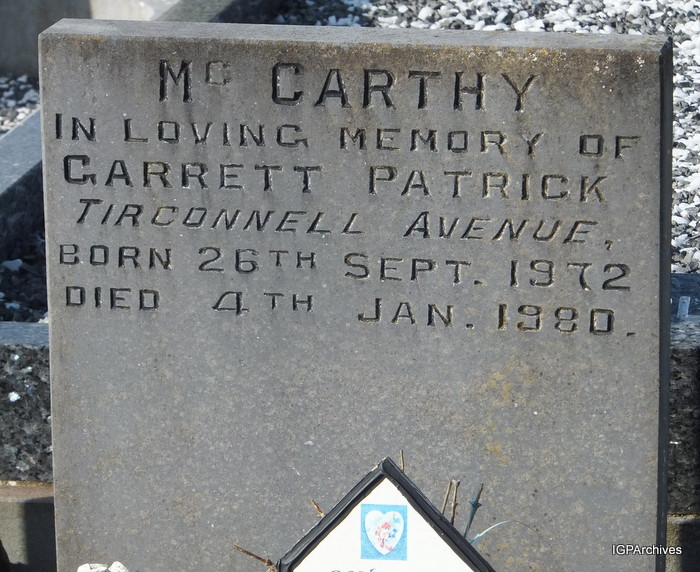 Mc CARTHY
IN LOVING MEMORY OF
GARRETT PATRICK
TIRCONNELL AVENUE,
BORN 26TH SEPT. 1972
DIED 4TH JAN. 1980.
IGPArchives